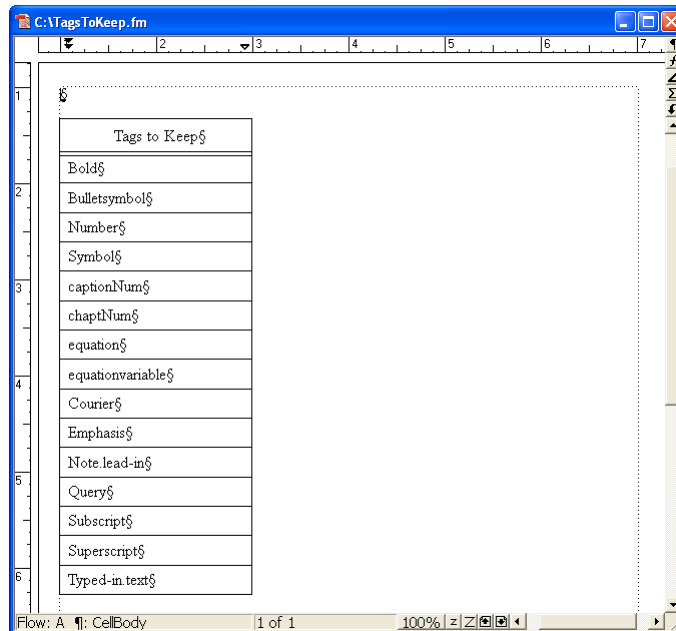 C:\TagsToKeep.fm
2 3 4 5 6 7
1
§
Tags to Keep§
Bold§
2
Bulletsymbol§
Number§
Symbol§
3
captionNum§
chaptNum§
equation§
4
equationvariable§
Courier§
Emphasis§
Note.lead-in§
5
Query§
Subscript§
Superscript§
6
Typed-in.text§
Flow: A ¶: CellBody 1 of 1 100% z Z